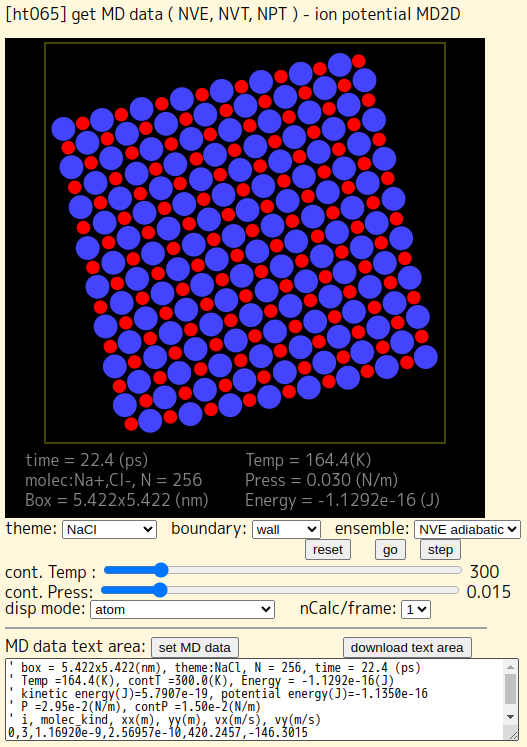 [ht065] get MD data ( NVE, NVT, NPT ) - ion potential MD2D
time = 22.4 (ps) Temp = 164.4(K)
molec:Na+,Cl-, N = 256 Press = 0.030 (N/m)
Box = 5.422x5.422 (nm) Energy = -1.1292e-16 (J)
theme: NaCl boundary: wall ensemble: NVE adiabatic
reset go step
cont. Temp : 300
cont. Press: 0.015
disp mode: atom nCalc/frame: 1
MD data text area: set MD data download text area
' box = 5.422x5.422(nm), theme:NaCl, N = 256, time = 22.4 (ps)
' Temp =164.4(K), contT =300.0(K), Energy = -1.1292e-16(J)
' kinetic energy(J)=5.7907e-19, potential energy(J)=-1.1350e-16
' P =2.95e-2(N/m), contP =1.50e-2(N/m)
' i, molec_kind, xx(m), yy(m), vx(m/s), vy(m/s)
0,3,1.16920e-9,2.56957e-10,420.2457,-146.3015